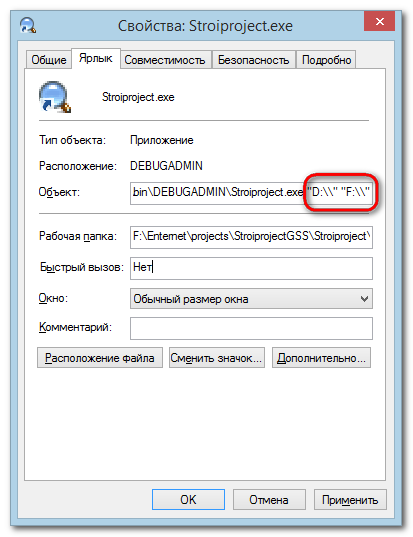 Свойства: Stroiproject.exe
Общие Ярлык Совместимость Безопасность Подробно
Stroiproject.exe
Тип объекта: Приложение
Расположение: DEBUGADMIN
Объект: bin\DEBUGADMIN\Stroiproject.exe "D:\\" "F:\\"
Рабочая папка: F:\Enternet\projects\StroiprojectGSS\Stroiproject\
Быстрый вызов: Нет
Окно: Обычный размер окна
Комментарий:
Расположение файла Сменить значок... Дополнительно...
OK Отмена Применить